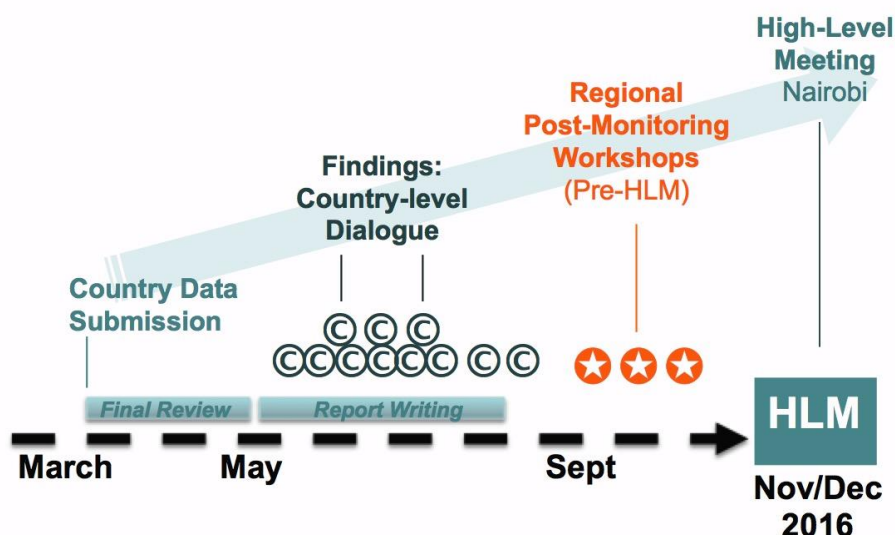 High-Level
Meeting
Nairobi
Regional
Post-Monitoring
Workshops
(Pre-HLM)
Findings:
Country-level
Dialogue
Country Data
Submission
© © ©
© © © © © © © ©
Final Review
Report Writing
HLM
March
May
Sept
Nov/Dec
2016